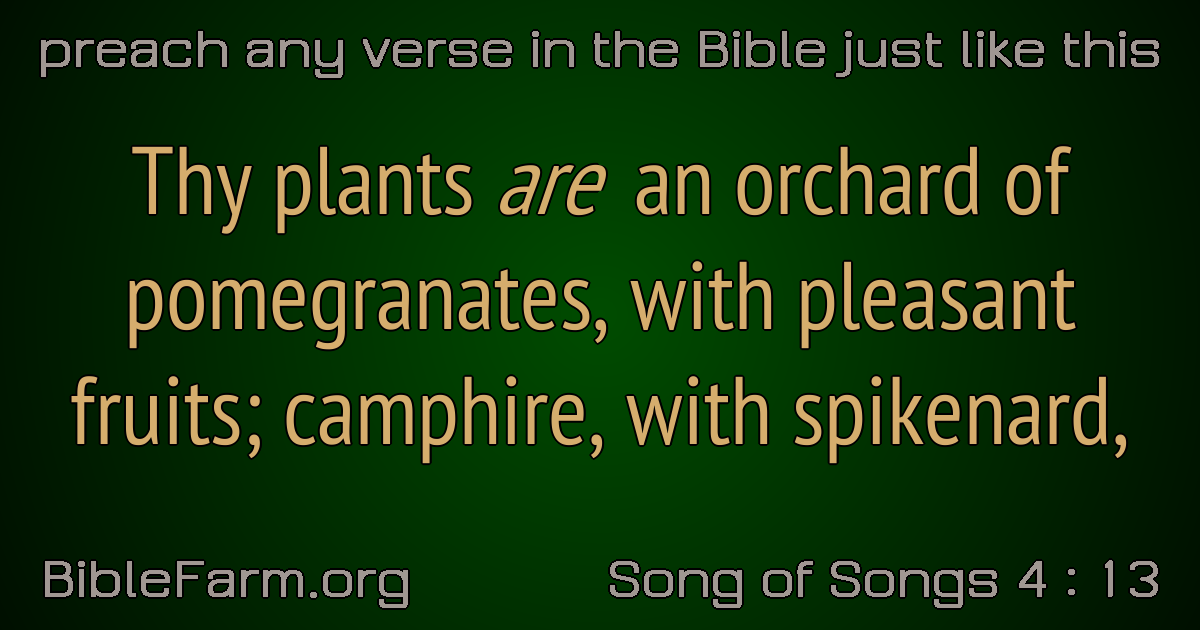 preach any verse in the Bible just like this
Thy plants are an orchard of
pomegranates, with pleasant
fruits; camphire, with spikenard,
BibleFarm.org
Song of Songs 4 : 13